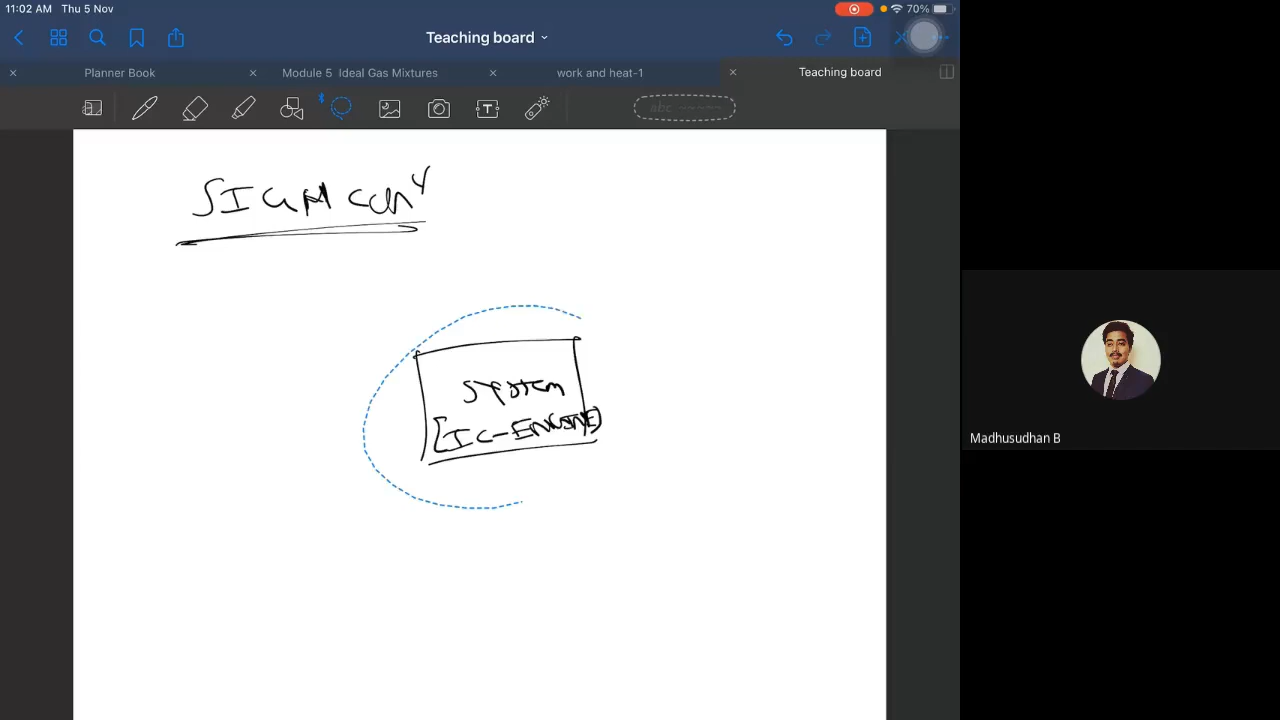 11:02 AM Thu 5 Nov
70%
Teaching board
Planner Book
Module 5 Ideal Gas Mixtures
work and heat-1
Teaching board
abc
SIGN con
System
[IC-ENGINE)
Madhusudhan B